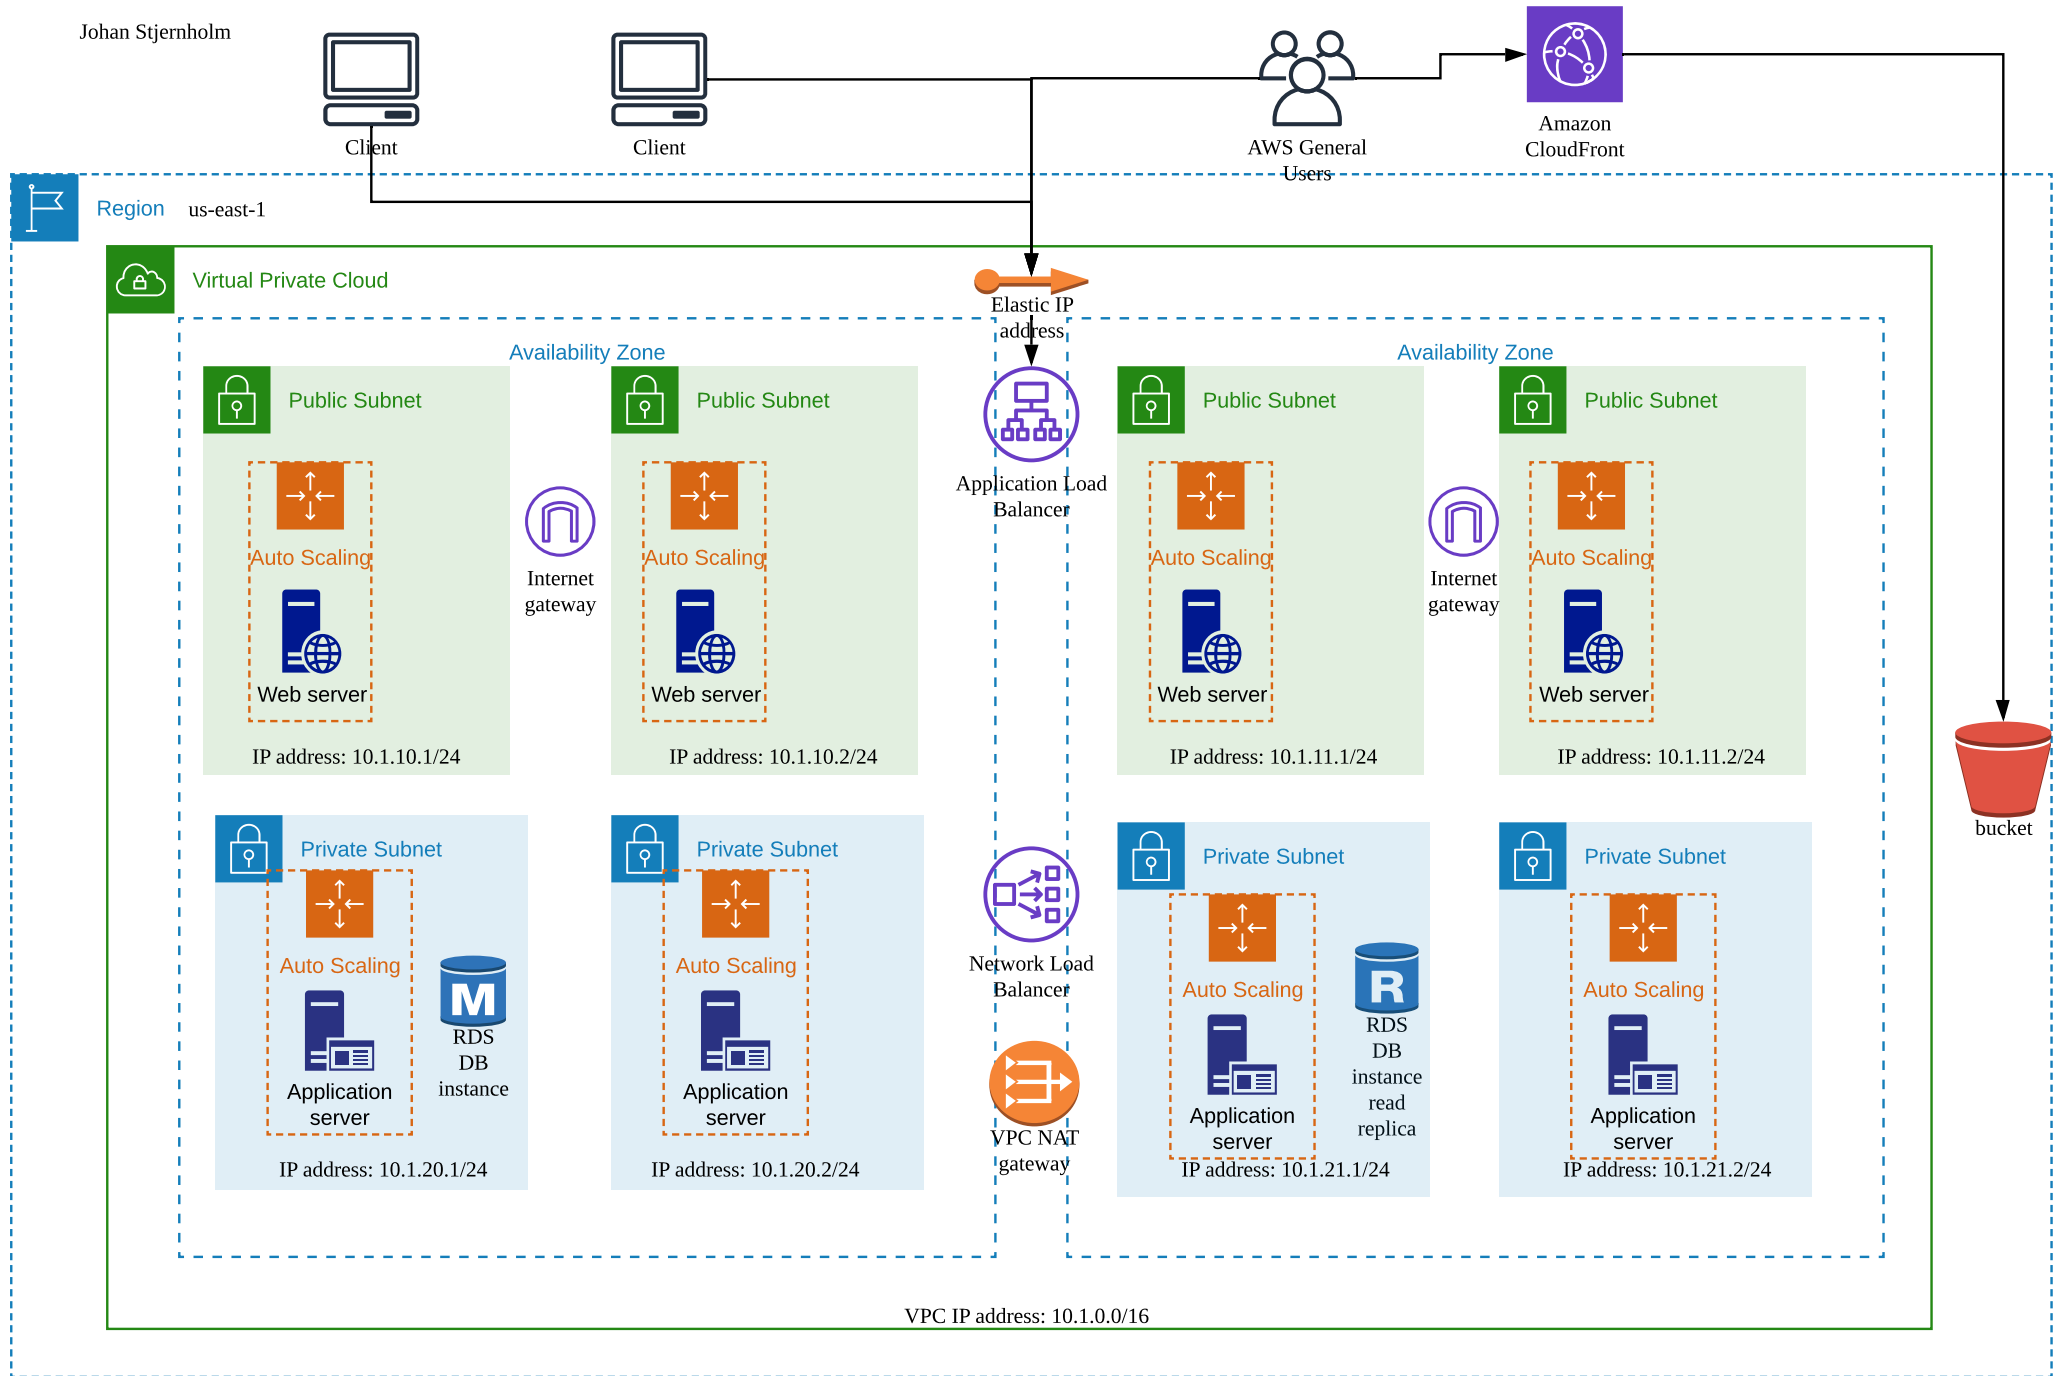 Johan Stjernholm
Client
Client
AWS General
Users
Amazon
CloudFront
Region
us-east-1
Virtual Private Cloud
Elastic IP
address
Availability Zone
Availability Zone
Public Subnet
Public Subnet
Public Subnet
Public Subnet
Application Load
Balancer
Auto Scaling
Auto Scaling
Auto Scaling
Auto Scaling
Internet
gateway
Internet
gateway
Web server
Web server
Web server
Web server
IP address: 10.1.10.1/24
IP address: 10.1.10.2/24
IP address: 10.1.11.1/24
IP address: 10.1.11.2/24
bucket
Private Subnet
Private Subnet
Private Subnet
Private Subnet
Auto Scaling
Auto Scaling
Network Load
Balancer
Auto Scaling
Auto Scaling
M
RDS
DB
instance
R
RDS
DB
instance
read
replica
Application
server
Application
server
Application
server
Application
server
VPC NAT
gateway
IP address: 10.1.20.1/24
IP address: 10.1.20.2/24
IP address: 10.1.21.1/24
IP address: 10.1.21.2/24
VPC IP address: 10.1.0.0/16